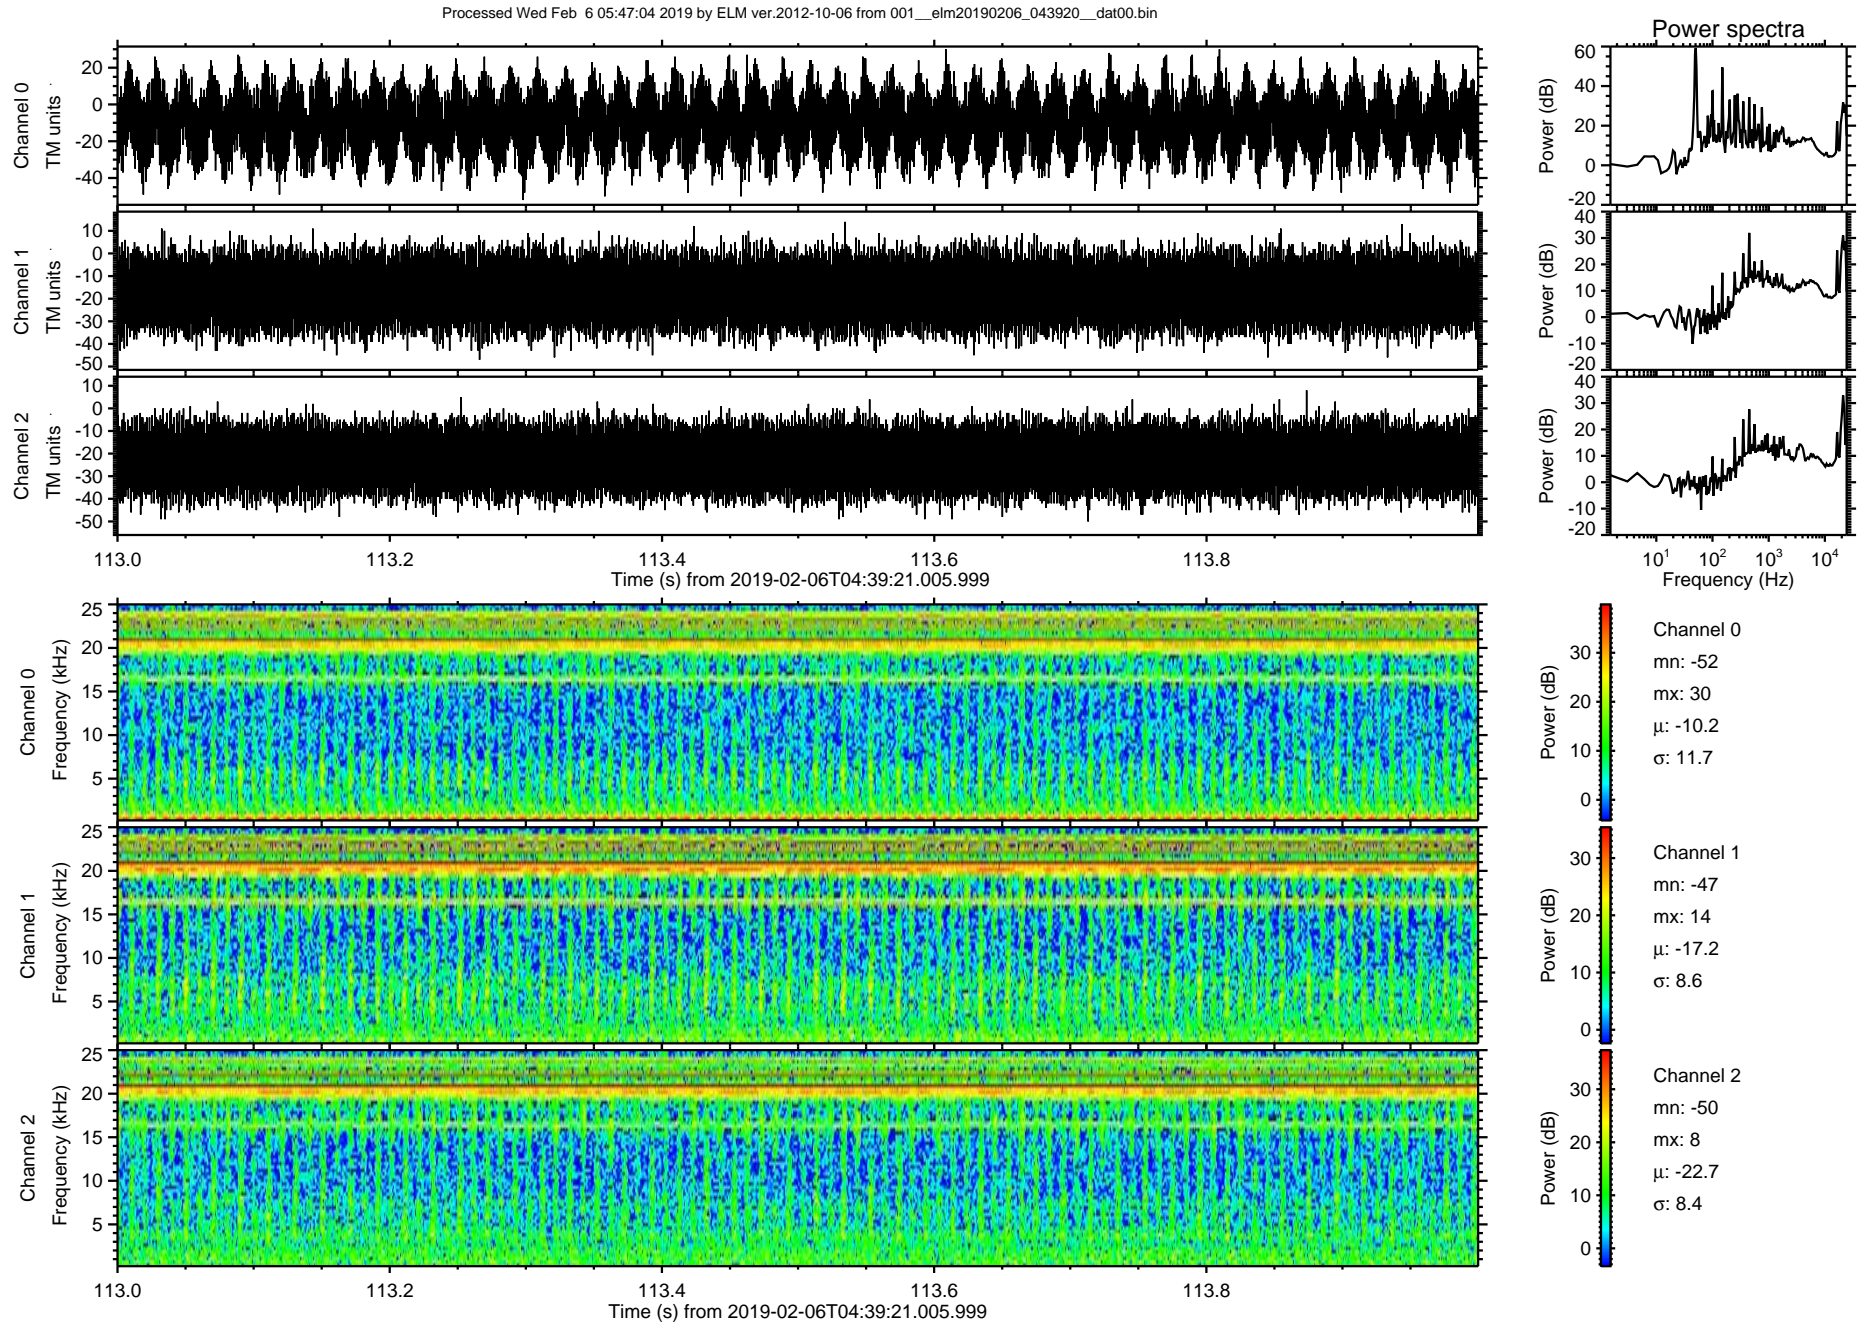 Processed Wed Feb  6 05:47:04 2019 by ELM ver.2012-10-06 from 001__elm20190206_043920__dat00.bin
Power spectra
Channel 0
TM units
20
0
-20
-40
Power (dB)
60
40
20
0
-20
Channel 1
TM units
10
0
-10
-20
-30
-40
-50
Power (dB)
40
30
20
10
0
-10
-20
Channel 2
TM units
10
0
-10
-20
-30
-40
-50
Power (dB)
40
30
20
10
0
-10
-20
113.0 113.2 113.4 113.6 113.8
Time (s) from 2019-02-06T04:39:21.005.999
10¹ 10² 10³ 10⁴
Frequency (Hz)
Channel 0
Frequency (kHz)
25
20
15
10
5
Power (dB)
30
20
10
0
Channel 0
mn: -52
mx: 30
μ: -10.2
σ: 11.7
Channel 1
Frequency (kHz)
25
20
15
10
5
Power (dB)
30
20
10
0
Channel 1
mn: -47
mx: 14
μ: -17.2
σ: 8.6
Channel 2
Frequency (kHz)
25
20
15
10
5
Power (dB)
30
20
10
0
Channel 2
mn: -50
mx: 8
μ: -22.7
σ: 8.4
113.0 113.2 113.4 113.6 113.8
Time (s) from 2019-02-06T04:39:21.005.999